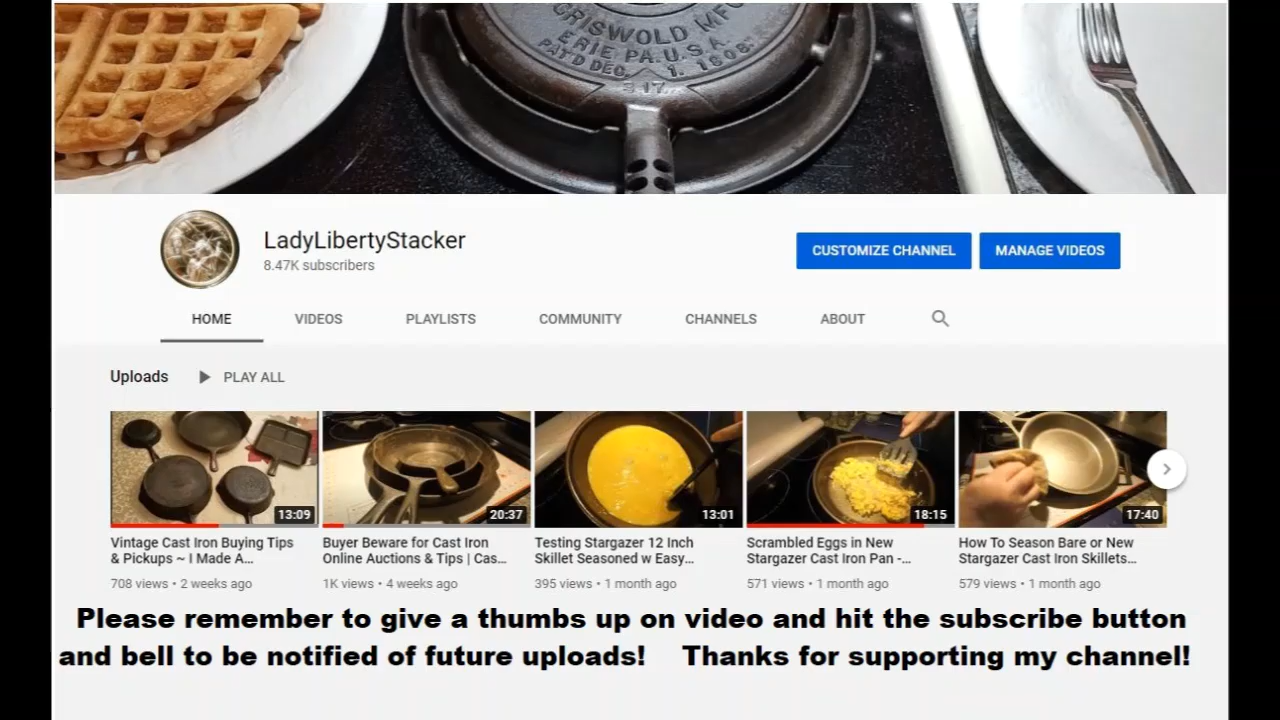 GRISWOLD MFG
ERIE PA. U.S.A.
PAT'D DEC. 1. 1908.
LadyLibertyStacker
8.47K subscribers
CUSTOMIZE CHANNEL
MANAGE VIDEOS
HOME VIDEOS PLAYLISTS COMMUNITY CHANNELS ABOUT
Uploads PLAY ALL
13:09 20:37 13:01 18:15 17:40
Vintage Cast Iron Buying Tips
& Pickups ~ I Made A...
708 views • 2 weeks ago
Buyer Beware for Cast Iron
Online Auctions & Tips | Cas...
1K views • 4 weeks ago
Testing Stargazer 12 Inch
Skillet Seasoned w Easy...
395 views • 1 month ago
Scrambled Eggs in New
Stargazer Cast Iron Pan -...
571 views • 1 month ago
How To Season Bare or New
Stargazer Cast Iron Skillets...
579 views • 1 month ago
Please remember to give a thumbs up on video and hit the subscribe button
and bell to be notified of future uploads! Thanks for supporting my channel!